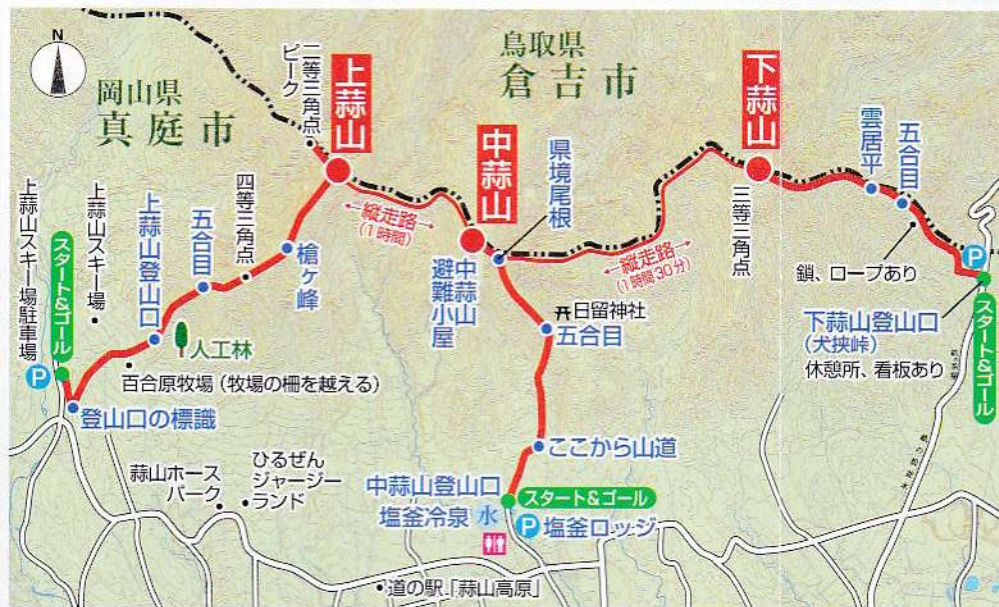 N
岡山県
真庭市
鳥取県
倉吉市
二等三角点
ピーク
上蒜山
中蒜山
下蒜山
県境尾根
雲居平
五合目
上蒜山スキー場駐車場
上蒜山スキー場
スタート&ゴール
P
上蒜山登山口
五合目
四等三角点
槍ヶ峰
縦走路
(1時間)
中蒜山
避難小屋
縦走路
(1時間30分)
三等三角点
鎖、ロープあり
P
スタート&ゴール
下蒜山登山口
(犬挟峠)
休憩所、看板あり
日留神社
五合目
人工林
百合原牧場(牧場の柵を越える)
登山口の標識
ここから山道
蒜山ホース
パーク
ひるぜん
ジャージー
ランド
中蒜山登山口
スタート&ゴール
塩釜冷泉
水
P
塩釜ロッジ
道の駅「蒜山高原」